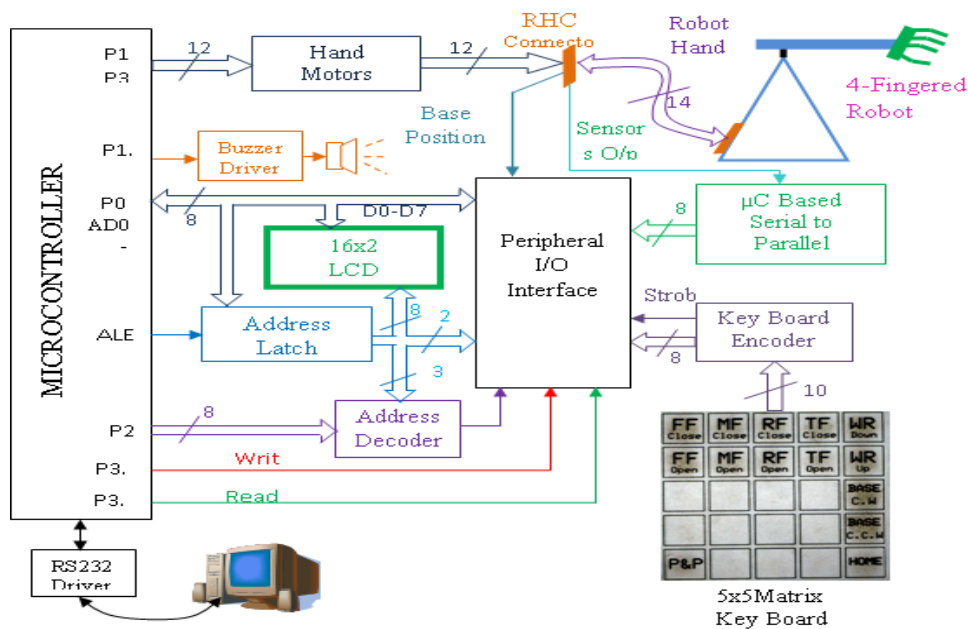 MICROCONTROLLER
P1
P3
12
Hand
Motors
12
RHC
Connecto
Robot
Hand
14
4-Fingered
Robot
Base
Position
Sensor
s O/p
P1.
Buzzer
Driver
P0
AD0
-
8
D0-D7
16x2
LCD
Peripheral
I/O
Interface
8
µC Based
Serial to
Parallel
ALE
Address
Latch
8
2
3
Strob
8
Key Board
Encoder
10
P2
8
Address
Decoder
P3.
Writ
P3.
Read
RS232
Driver
FF Close
MF Close
RF Close
TF Close
WR Down
FF Open
MF Open
RF Open
TF Open
WR Up
BASE C.W
BASE C.C.W
P&P
HOME
5x5Matrix
Key Board